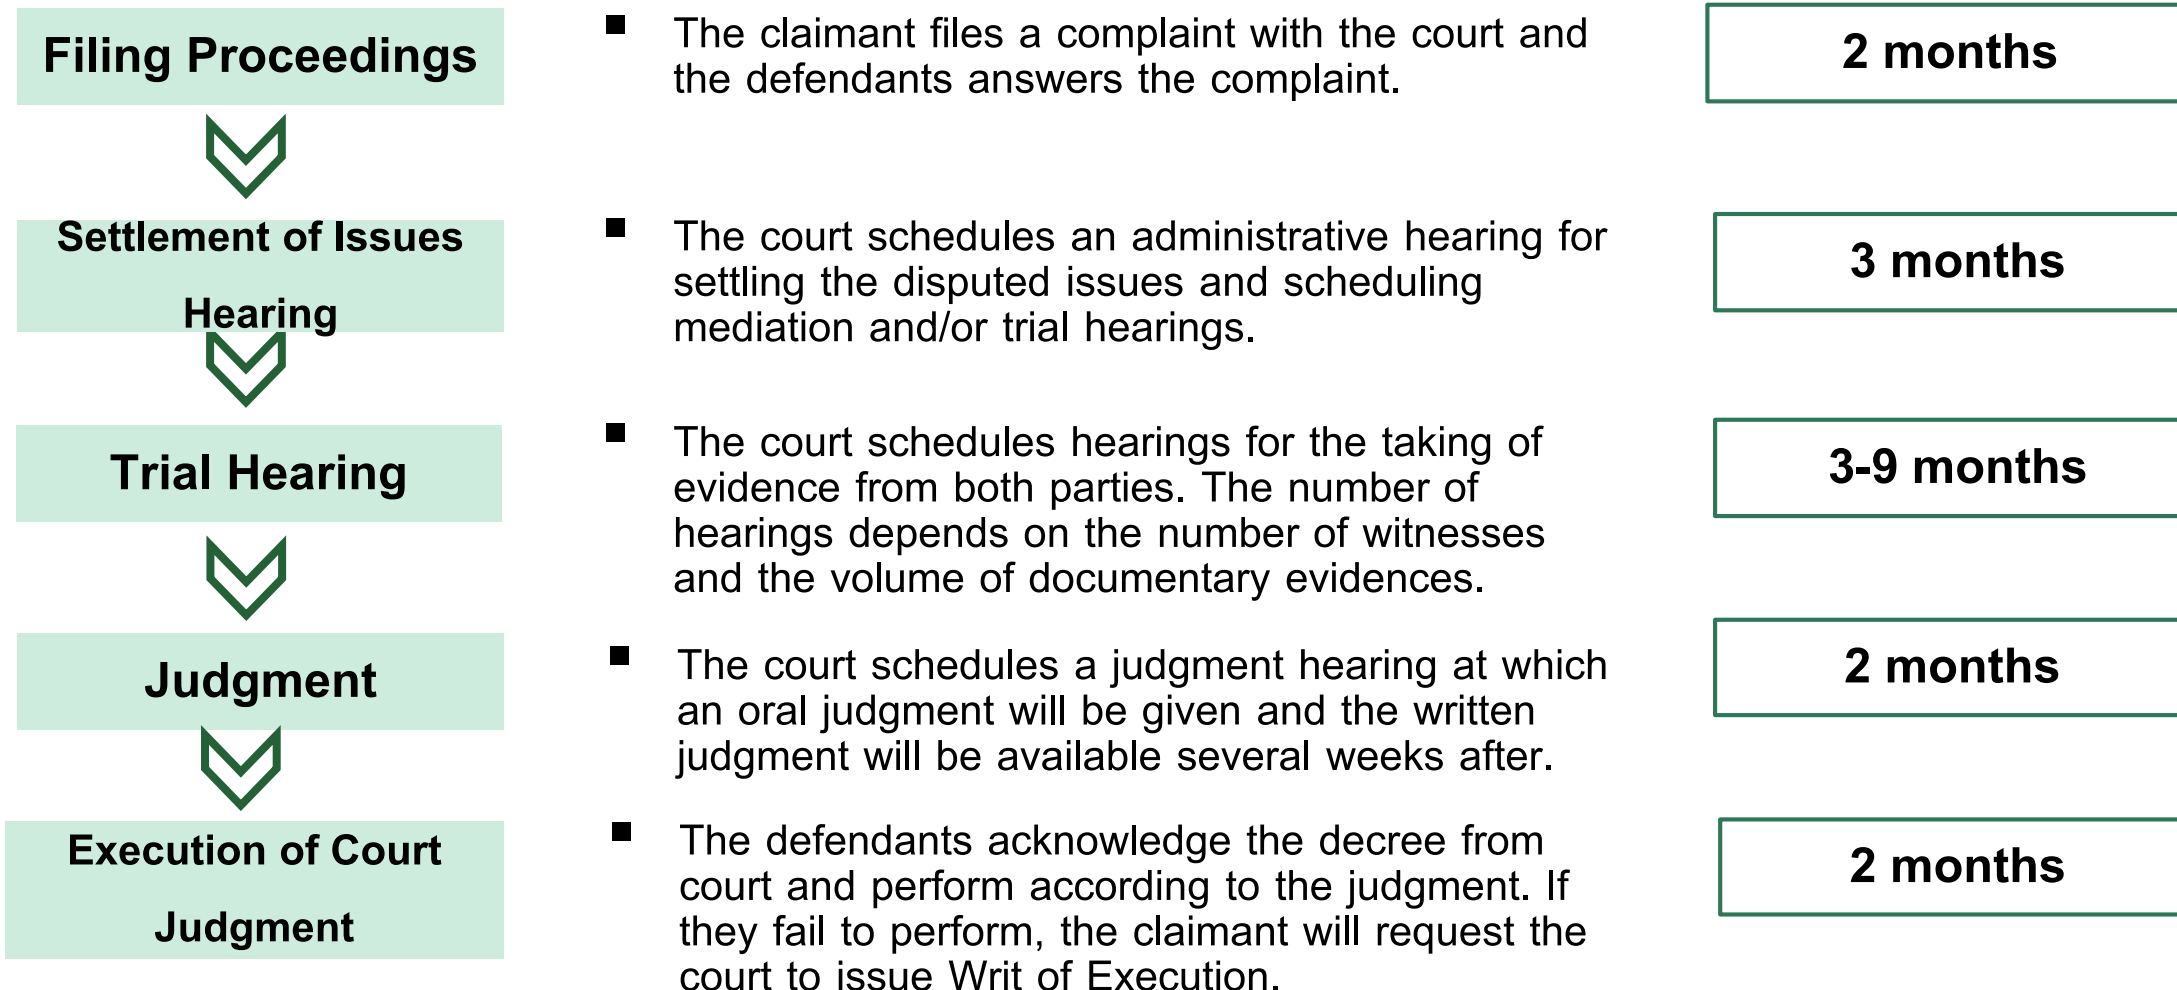 Filing Proceedings
The claimant files a complaint with the court and
the defendants answers the complaint.
2 months
Settlement of Issues
Hearing
The court schedules an administrative hearing for
settling the disputed issues and scheduling
mediation and/or trial hearings.
3 months
Trial Hearing
The court schedules hearings for the taking of
evidence from both parties. The number of
hearings depends on the number of witnesses
and the volume of documentary evidences.
3-9 months
Judgment
The court schedules a judgment hearing at which
an oral judgment will be given and the written
judgment will be available several weeks after.
2 months
Execution of Court
Judgment
The defendants acknowledge the decree from
court and perform according to the judgment. If
they fail to perform, the claimant will request the
court to issue Writ of Execution.
2 months